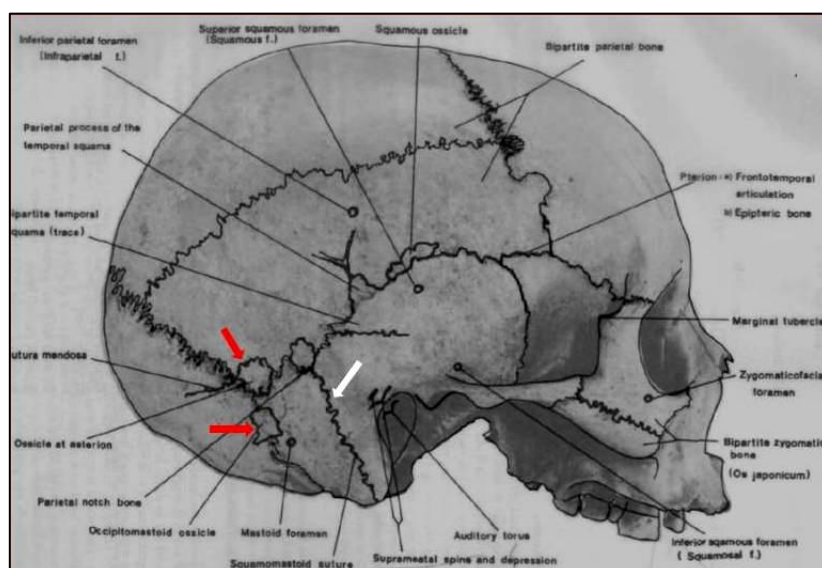 Inferior parietal foramen
(Infraparietal f.)
Superior squamous foramen
(Squamous f.)
Squamous ossicle
Bipartite parietal bone
Parietal process of the
temporal squama
Pterion (a) Frontotemporal
articulation
b) Epipteric bone
ipartite temporal
quama (trace)
Marginal tubercle
utura mendosa
Zygomaticofacia
foramen
Ossicle at asterion
Bipartite zygomatic
bone
(Os japonicum)
Parietal notch bone
Occipitomastoid ossicle
Mastoid foramen
Squamomastoid suture
Auditory torus
Suprameatal spine and depression
Inferior sqamous foramen
(Squamosal f.)